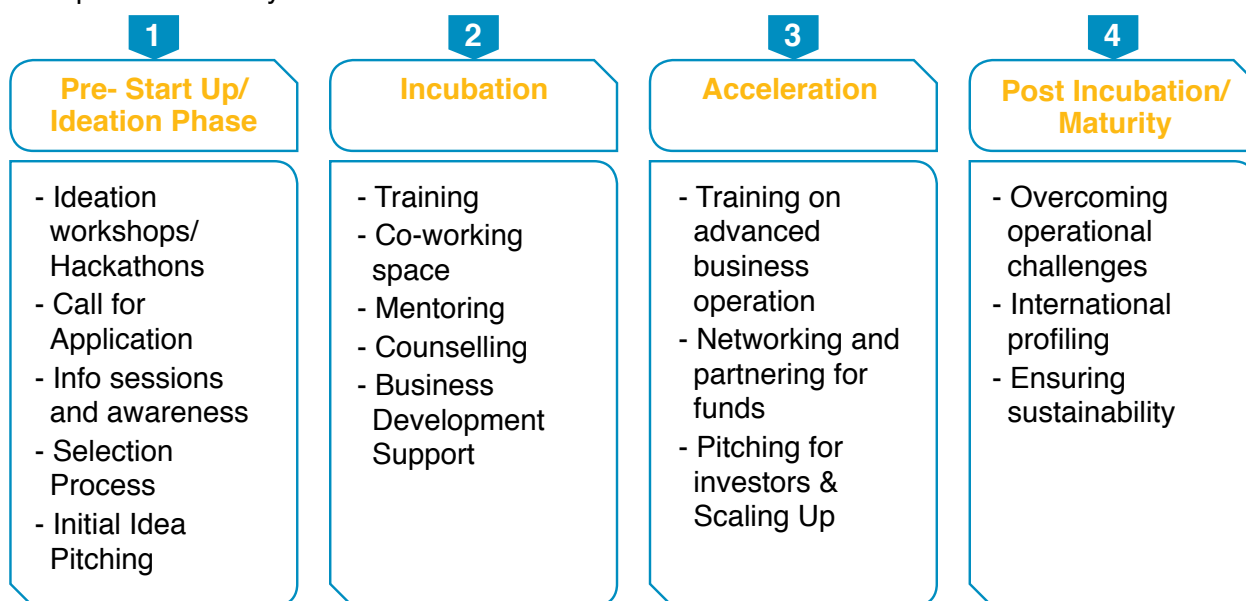 1
Pre- Start Up/
Ideation Phase
- Ideation
workshops/
Hackathons
- Call for
Application
- Info sessions
and awareness
- Selection
Process
- Initial Idea
Pitching
2
Incubation
- Training
- Co-working
space
- Mentoring
- Counselling
- Business
Development
Support
3
Acceleration
- Training on
advanced
business
operation
- Networking and
partnering for
funds
- Pitching for
investors &
Scaling Up
4
Post Incubation/
Maturity
- Overcoming
operational
challenges
- International
profiling
- Ensuring
sustainability